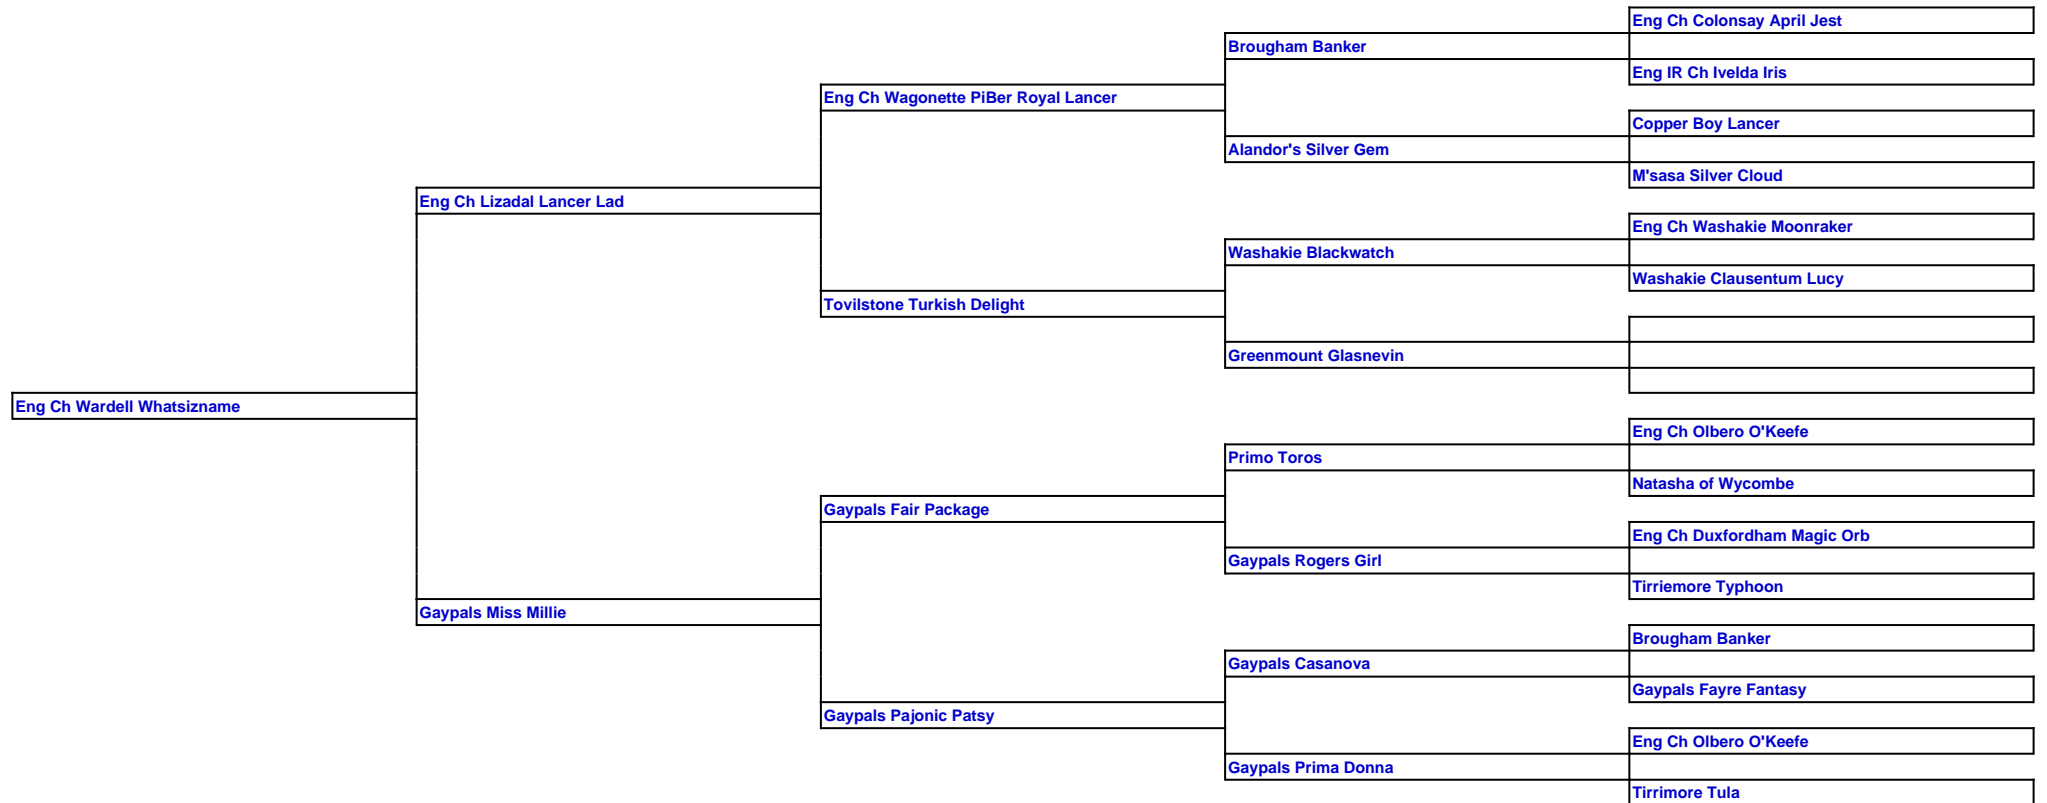 Eng Ch Colonsay April Jest
Brougham Banker
Eng IR Ch Ivelda Iris
Eng Ch Wagonette PiBer Royal Lancer
Copper Boy Lancer
Alandor's Silver Gem
M'sasa Silver Cloud
Eng Ch Lizadal Lancer Lad
Eng Ch Washakie Moonraker
Washakie Blackwatch
Washakie Clausentum Lucy
Tovilstone Turkish Delight
Greenmount Glasnevin
Eng Ch Wardell Whatsizname
Eng Ch Olbero O'Keefe
Primo Toros
Natasha of Wycombe
Gaypals Fair Package
Eng Ch Duxfordham Magic Orb
Gaypals Rogers Girl
Tirriemore Typhoon
Gaypals Miss Millie
Brougham Banker
Gaypals Casanova
Gaypals Fayre Fantasy
Gaypals Pajonic Patsy
Eng Ch Olbero O'Keefe
Gaypals Prima Donna
Tirrimore Tula